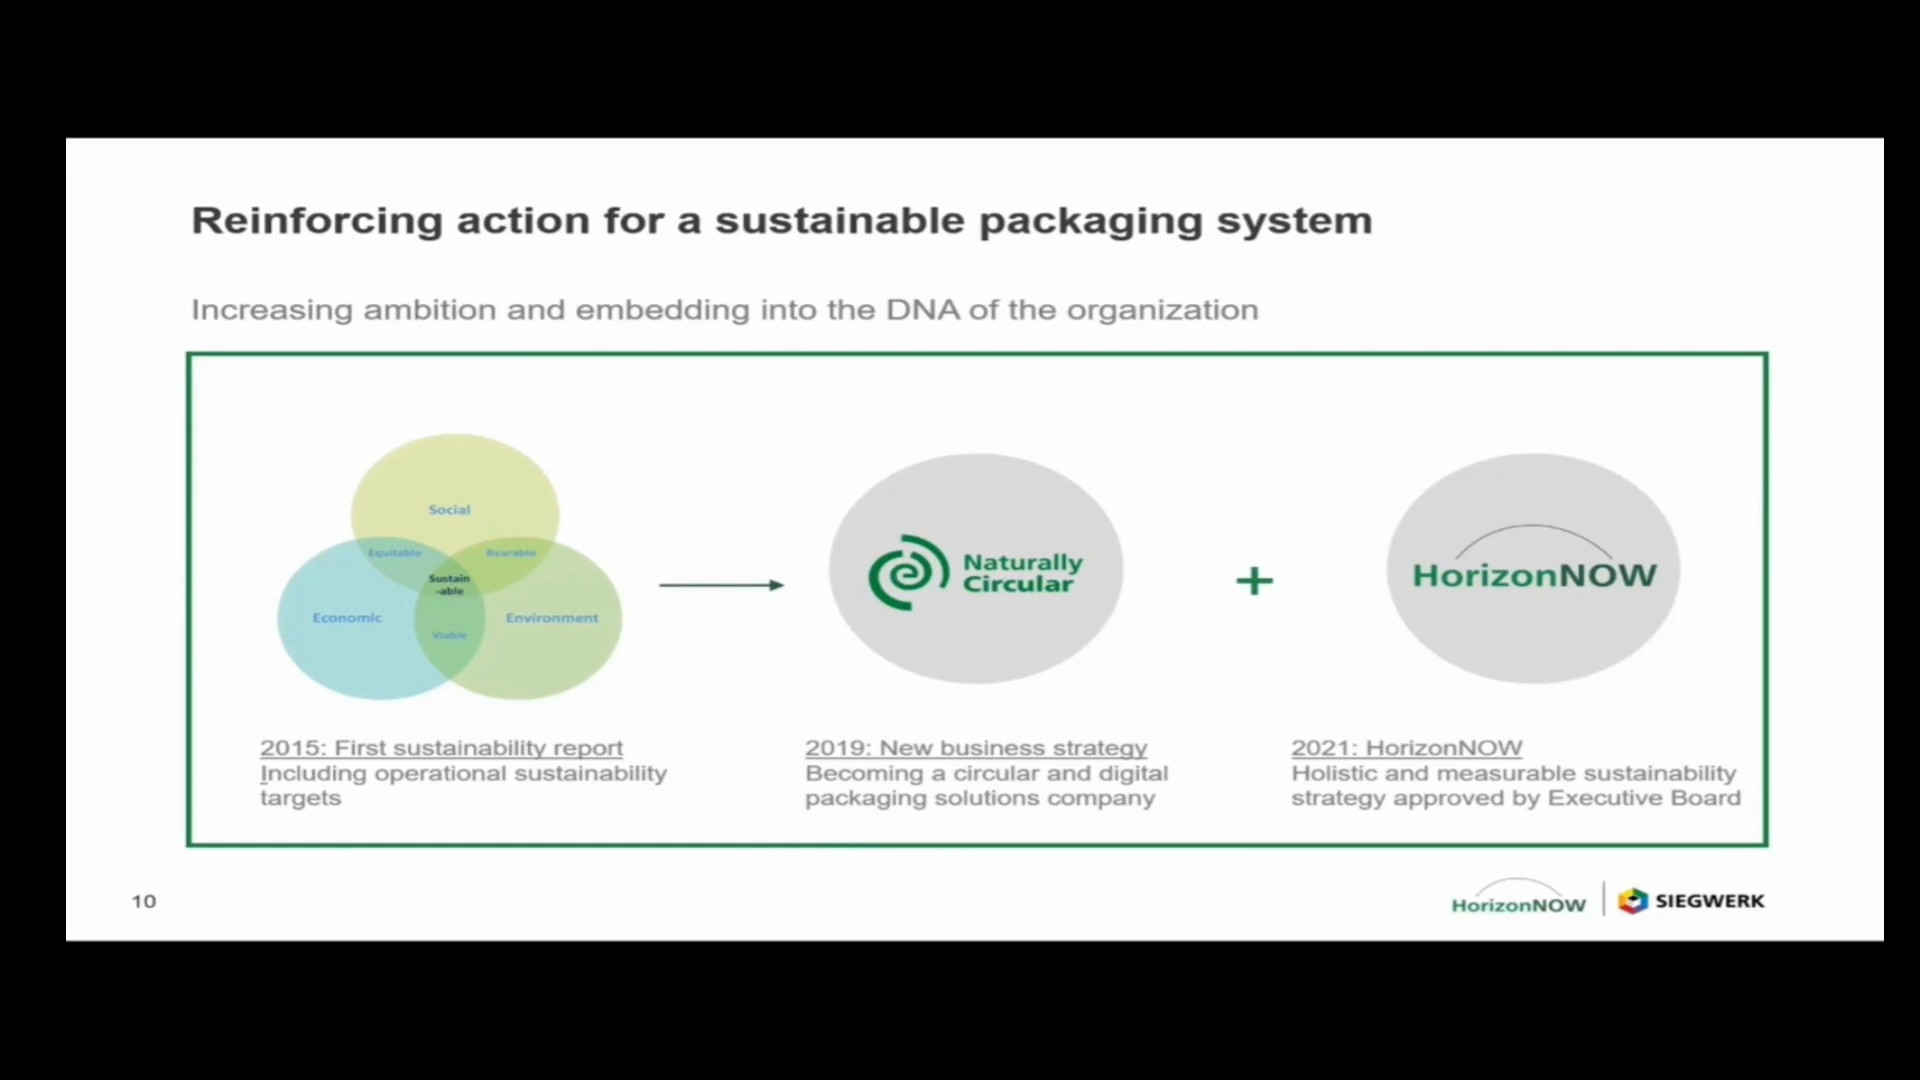 Reinforcing action for a sustainable packaging system
Increasing ambition and embedding into the DNA of the organization
Social
Equitable
Bearable
Sustain
-able
Economic
Environment
Viable
Naturally
Circular
+
HorizonNOW
2015: First sustainability report
Including operational sustainability
targets
2019: New business strategy
Becoming a circular and digital
packaging solutions company
2021: HorizonNOW
Holistic and measurable sustainability
strategy approved by Executive Board
10
HorizonNOW
SIEGWERK